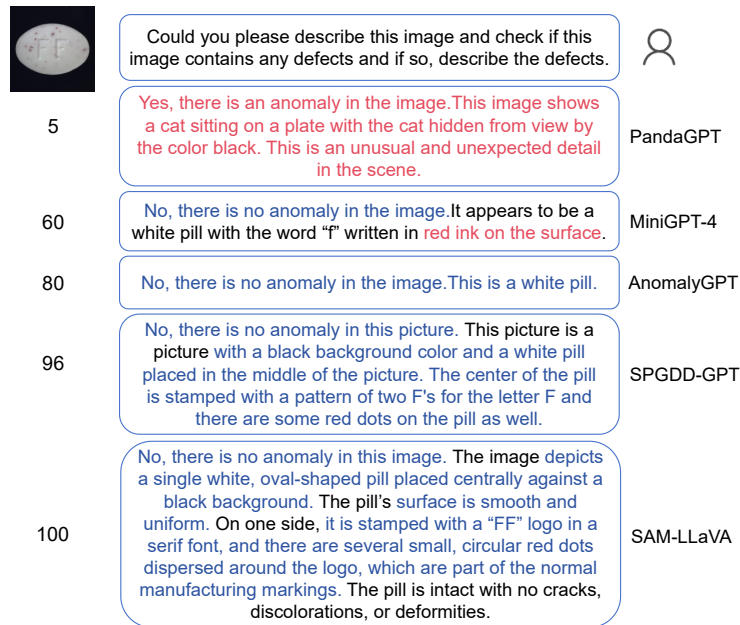 FF
Could you please describe this image and check if this
image contains any defects and if so, describe the defects.
5
Yes, there is an anomaly in the image.This image shows
a cat sitting on a plate with the cat hidden from view by
the color black. This is an unusual and unexpected detail
in the scene.
PandaGPT
60
No, there is no anomaly in the image.It appears to be a
white pill with the word “f” written in red ink on the surface.
MiniGPT-4
80
No, there is no anomaly in the image.This is a white pill.
AnomalyGPT
96
No, there is no anomaly in this picture. This picture is a
picture with a black background color and a white pill
placed in the middle of the picture. The center of the pill
is stamped with a pattern of two F's for the letter F and
there are some red dots on the pill as well.
SPGDD-GPT
100
No, there is no anomaly in this image. The image depicts
a single white, oval-shaped pill placed centrally against a
black background. The pill’s surface is smooth and
uniform. On one side, it is stamped with a “FF” logo in a
serif font, and there are several small, circular red dots
dispersed around the logo, which are part of the normal
manufacturing markings. The pill is intact with no cracks,
discolorations, or deformities.
SAM-LLaVA